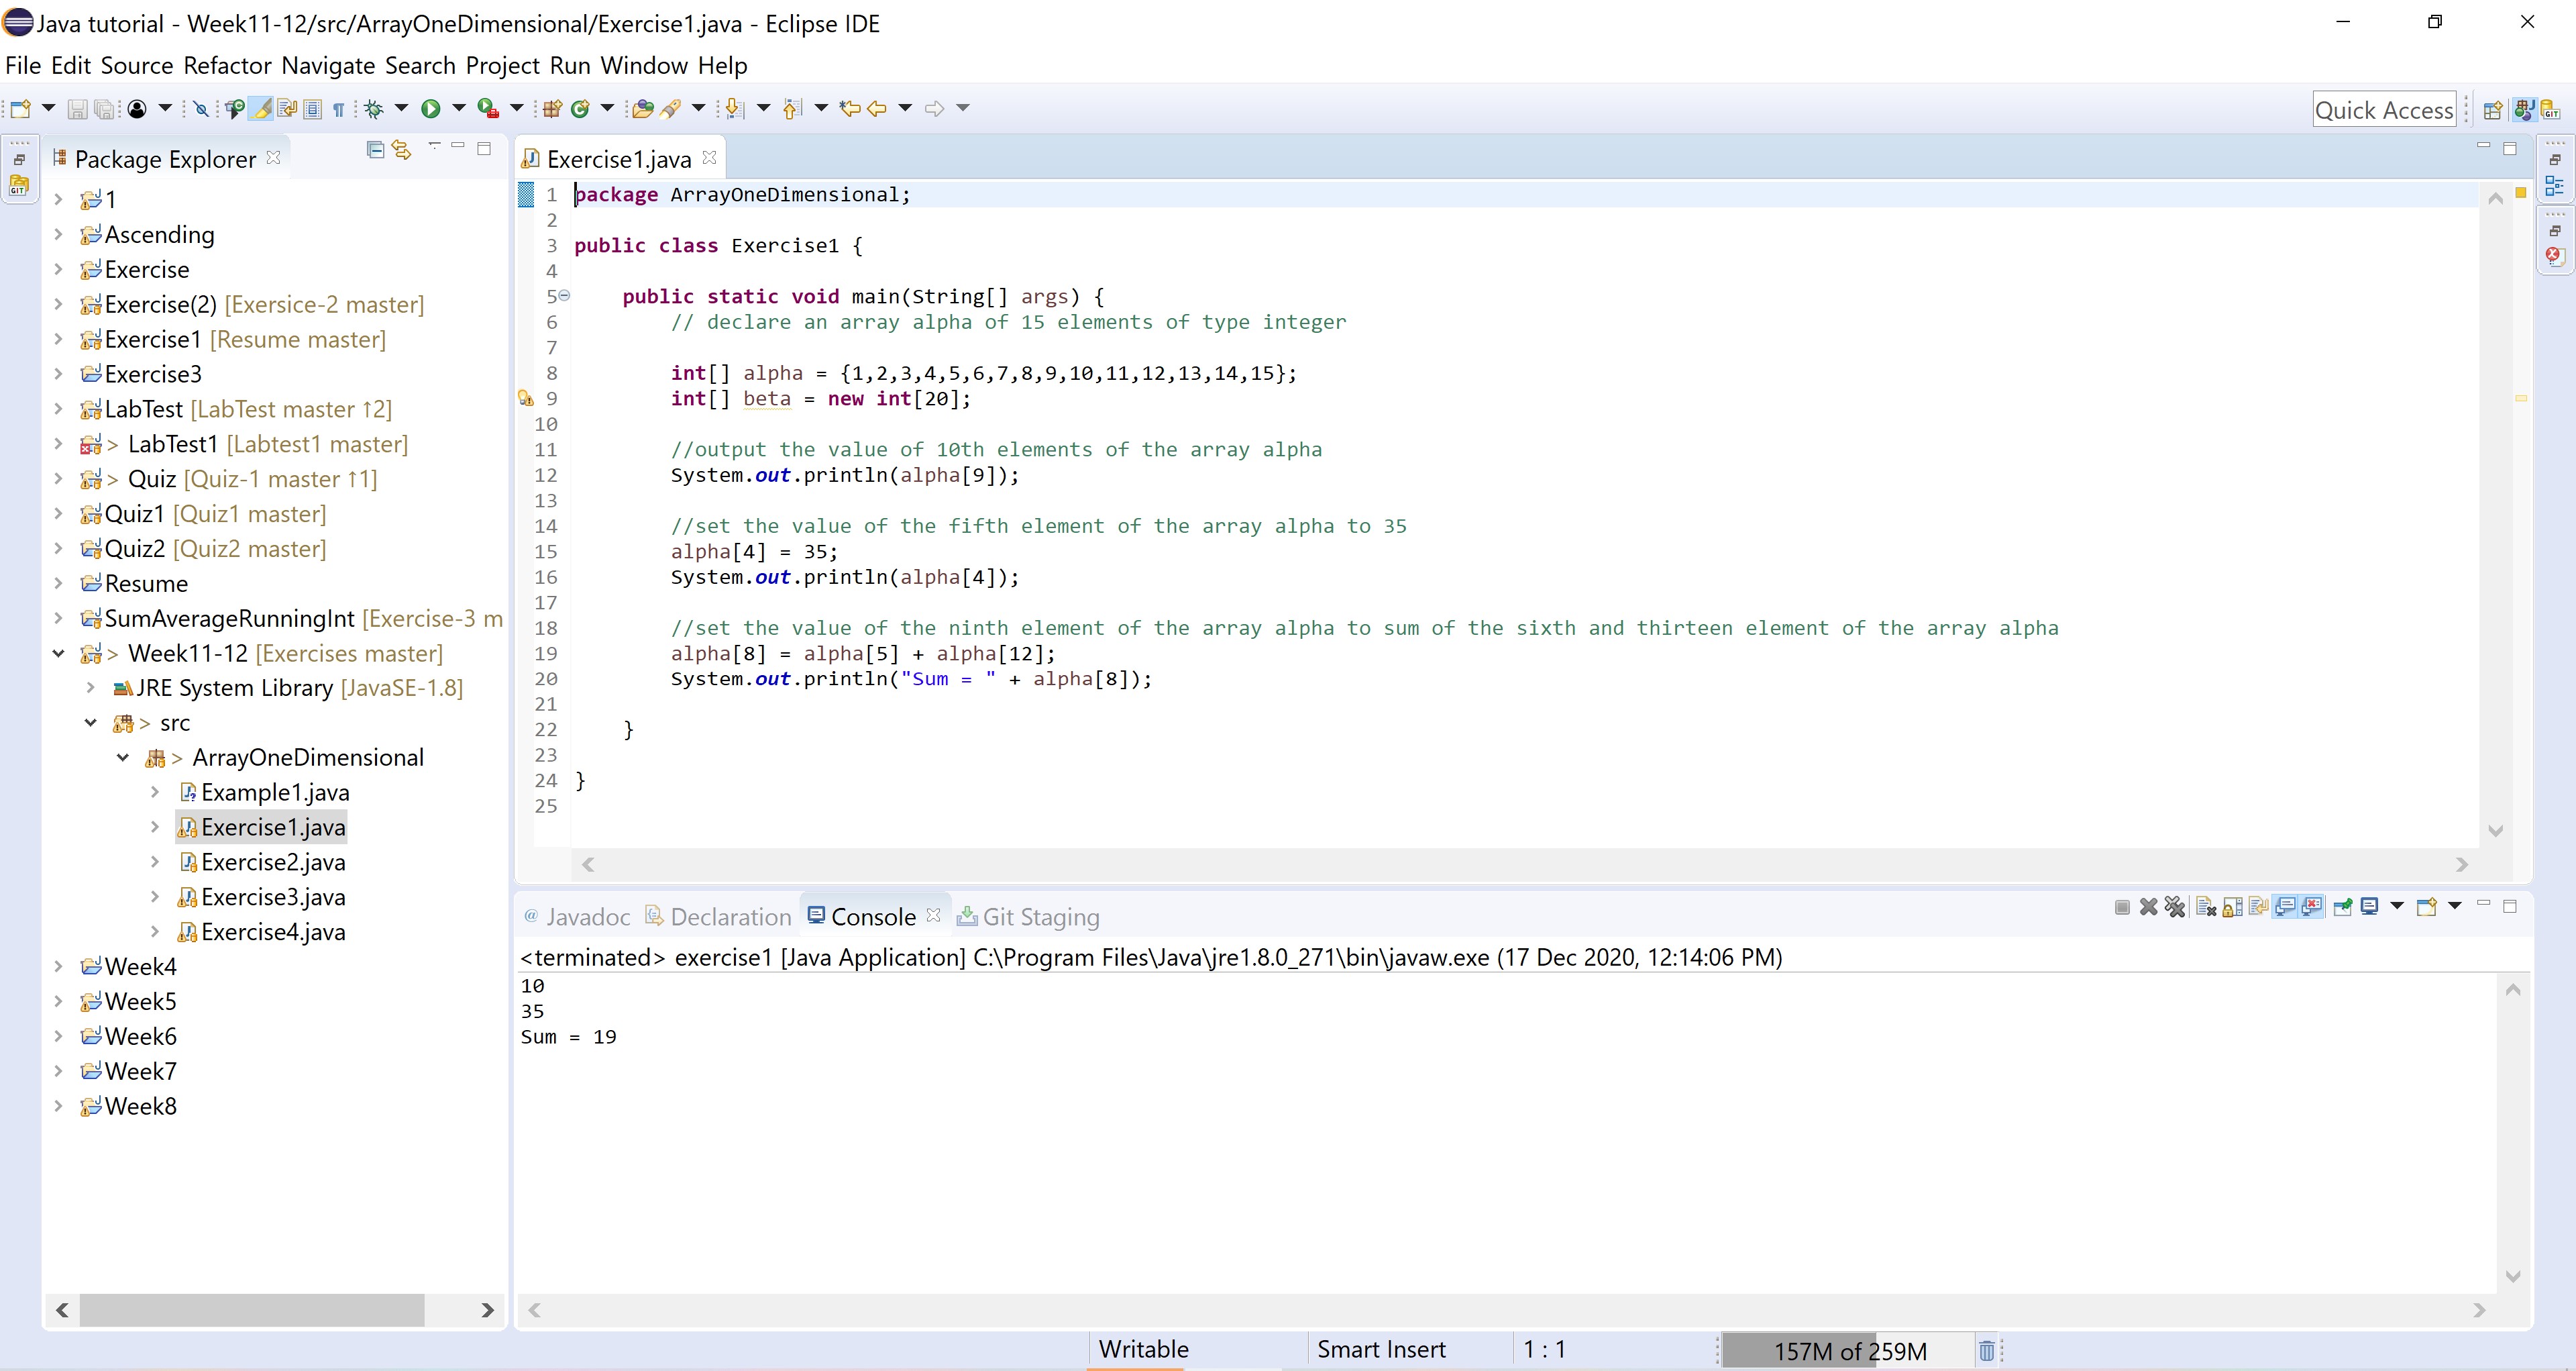 Java tutorial - Week11-12/src/ArrayOneDimensional/Exercise1.java - Eclipse IDE
File Edit Source Refactor Navigate Search Project Run Window Help
Quick Access
Package Explorer
1
Ascending
Exercise
Exercise(2) [Exersice-2 master]
Exercise1 [Resume master]
Exercise3
LabTest [LabTest master ↑2]
> LabTest1 [Labtest1 master]
> Quiz [Quiz-1 master ↑1]
Quiz1 [Quiz1 master]
Quiz2 [Quiz2 master]
Resume
SumAverageRunningInt [Exercise-3 m
> Week11-12 [Exercises master]
JRE System Library [JavaSE-1.8]
> src
> ArrayOneDimensional
Example1.java
Exercise1.java
Exercise2.java
Exercise3.java
Exercise4.java
Week4
Week5
Week6
Week7
Week8
Exercise1.java
1 package ArrayOneDimensional;
2
3 public class Exercise1 {
4
5 public static void main(String[] args) {
6 // declare an array alpha of 15 elements of type integer
7
8 int[] alpha = {1,2,3,4,5,6,7,8,9,10,11,12,13,14,15};
9 int[] beta = new int[20];
10
11 //output the value of 10th elements of the array alpha
12 System.out.println(alpha[9]);
13
14 //set the value of the fifth element of the array alpha to 35
15 alpha[4] = 35;
16 System.out.println(alpha[4]);
17
18 //set the value of the ninth element of the array alpha to sum of the sixth and thirteen element of the array alpha
19 alpha[8] = alpha[5] + alpha[12];
20 System.out.println("Sum = " + alpha[8]);
21
22 }
23
24 }
25
@ Javadoc Declaration Console Git Staging
<terminated> exercise1 [Java Application] C:\Program Files\Java\jre1.8.0_271\bin\javaw.exe (17 Dec 2020, 12:14:06 PM)
10
35
Sum = 19
Writable Smart Insert 1 : 1 157M of 259M